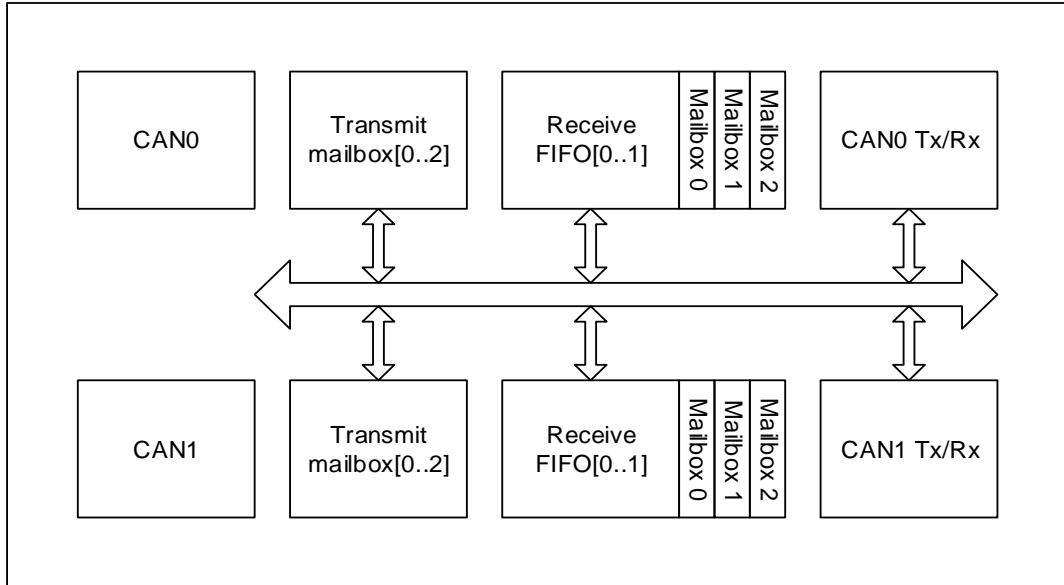 CAN0
Transmit
mailbox[0..2]
Receive
FIFO[0..1]
Mailbox 0
Mailbox 1
Mailbox 2
CAN0 Tx/Rx
CAN1
Transmit
mailbox[0..2]
Receive
FIFO[0..1]
Mailbox 0
Mailbox 1
Mailbox 2
CAN1 Tx/Rx